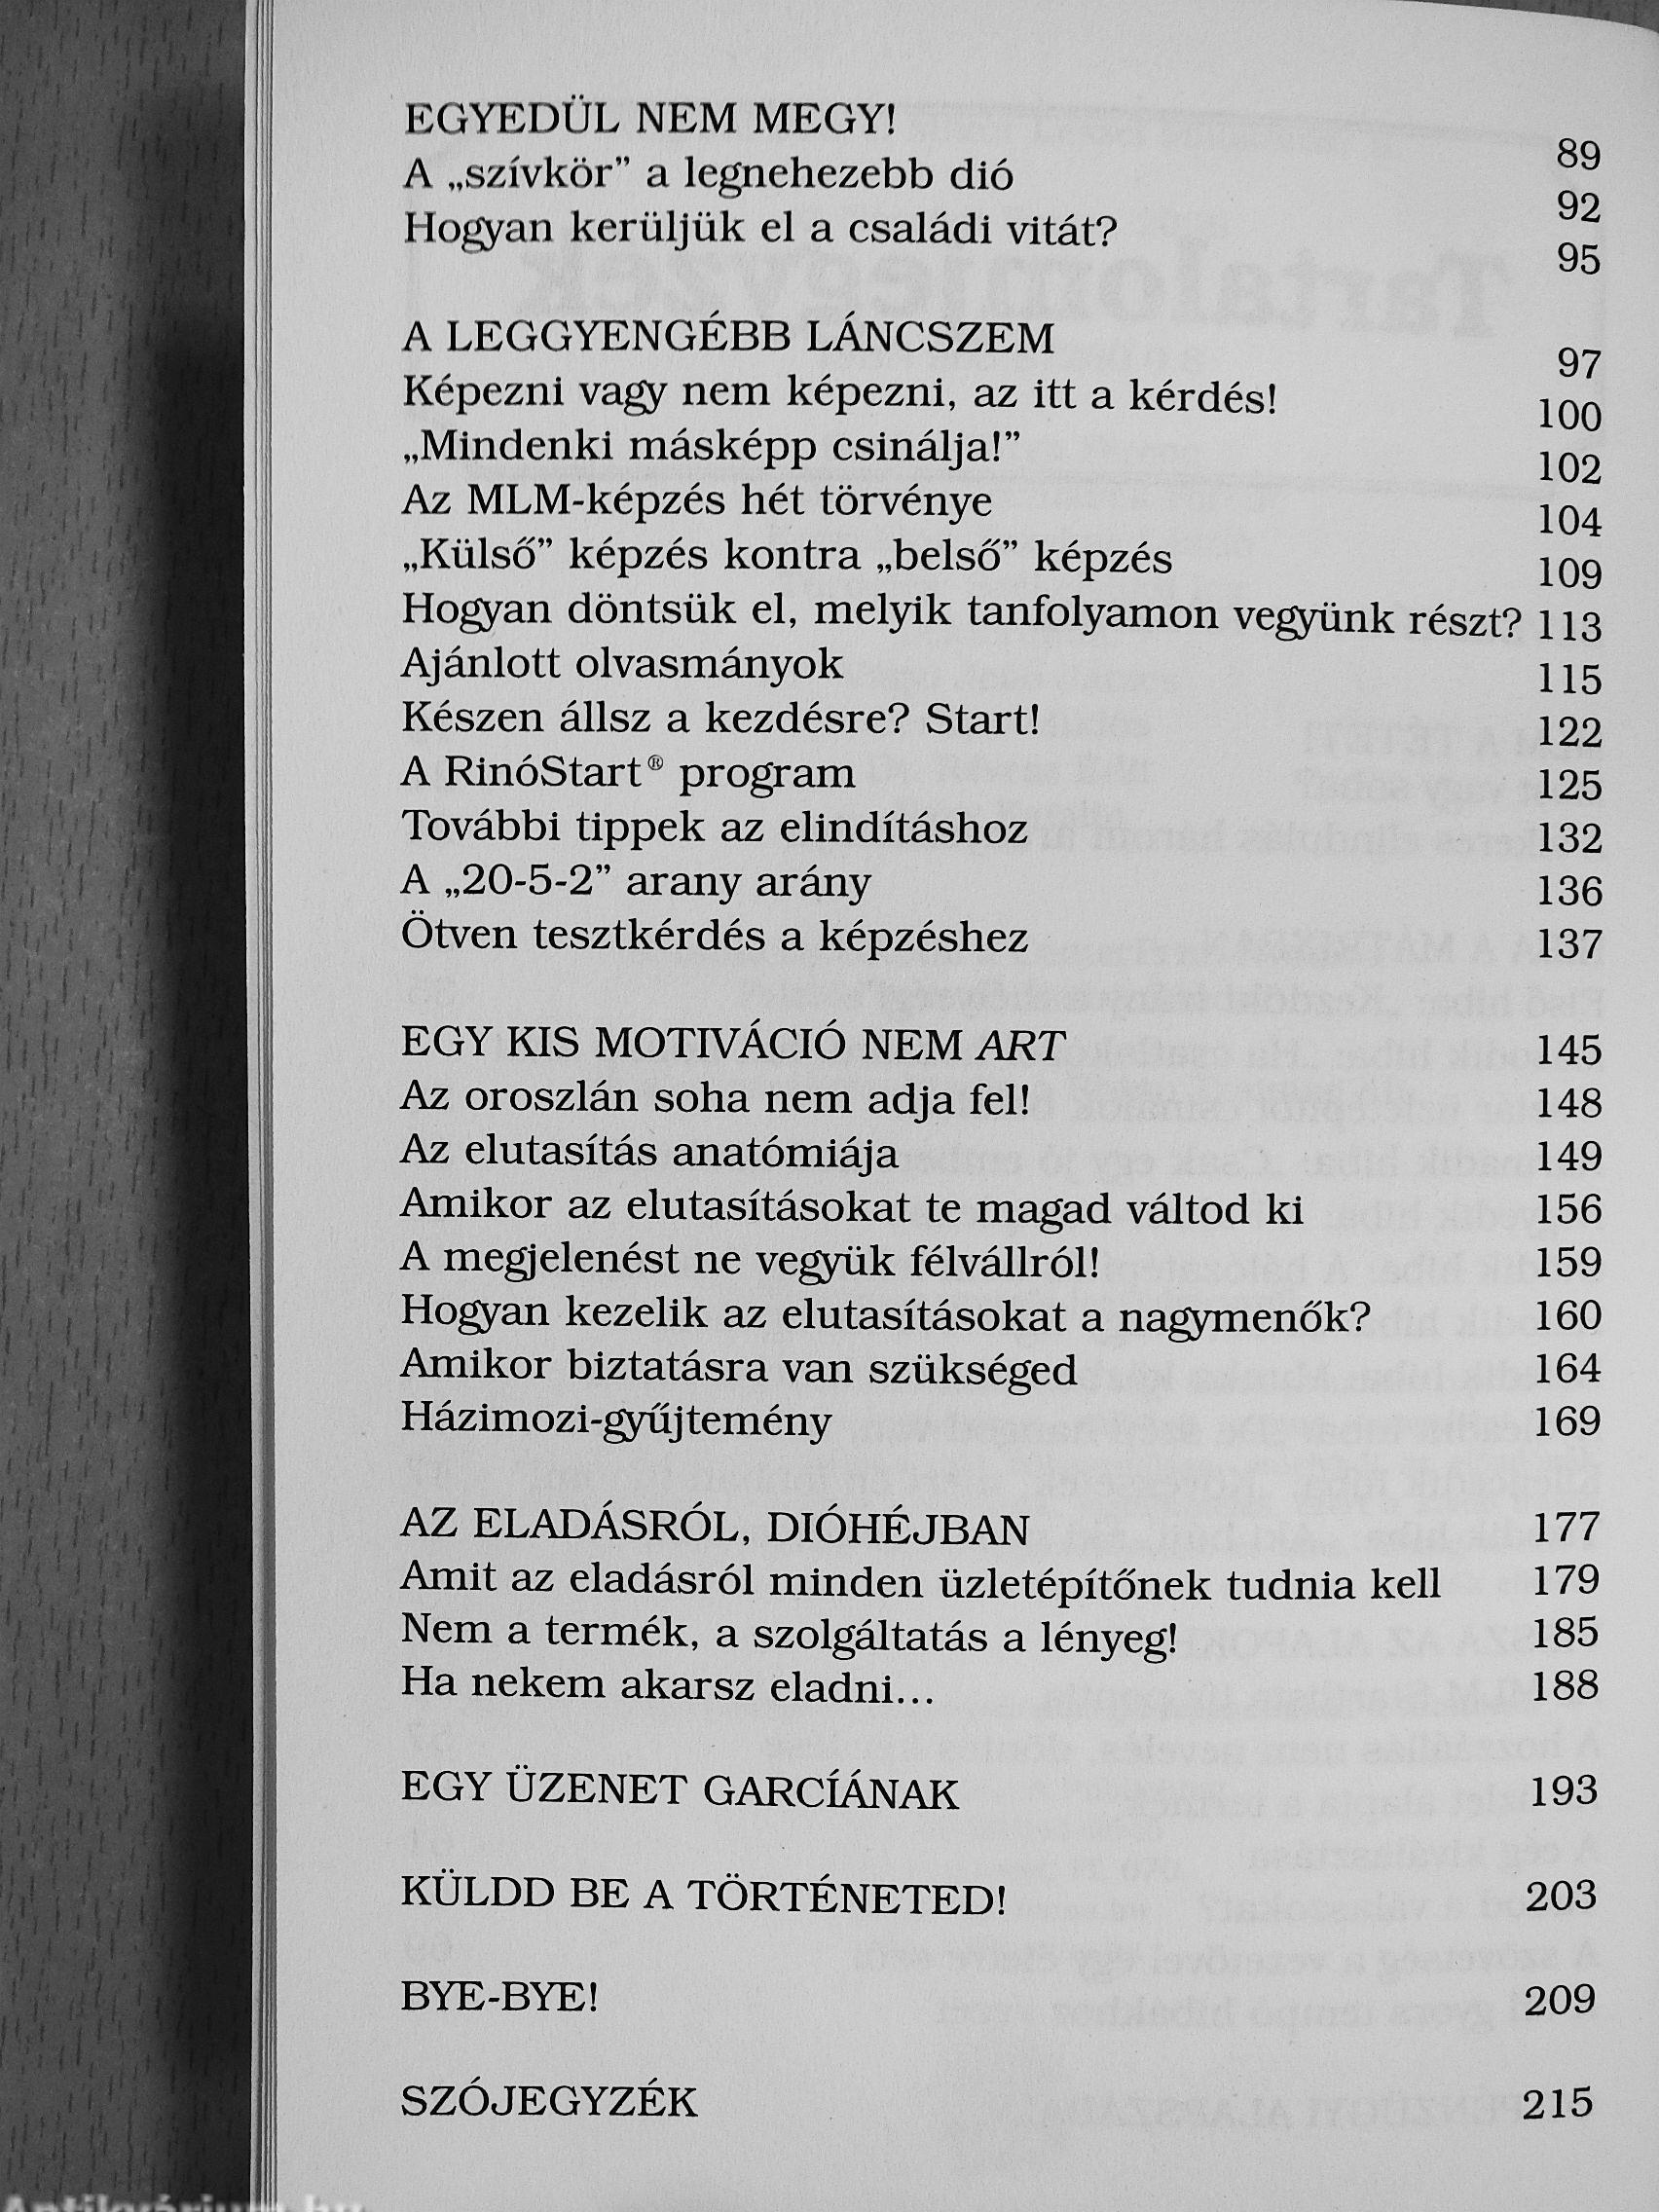 EGYEDÜL NEM MEGY! 89
A „szívkör” a legnehezebb dió 92
Hogyan kerüljük el a családi vitát? 95
A LEGGYENGÉBB LÁNCSZEM 97
Képezni vagy nem képezni, az itt a kérdés! 100
„Mindenki másképp csinálja!” 102
Az MLM-képzés hét törvénye 104
„Külső” képzés kontra „belső” képzés 109
Hogyan döntsük el, melyik tanfolyamon vegyünk részt? 113
Ajánlott olvasmányok 115
Készen állsz a kezdésre? Start! 122
A RinóStart® program 125
További tippek az elindításhoz 132
A „20-5-2” arany arány 136
Ötven tesztkérdés a képzéshez 137
EGY KIS MOTIVÁCIÓ NEM ART 145
Az oroszlán soha nem adja fel! 148
Az elutasítás anatómiája 149
Amikor az elutasításokat te magad váltod ki 156
A megjelenést ne vegyük félvállról! 159
Hogyan kezelik az elutasításokat a nagymenők? 160
Amikor biztatásra van szükséged 164
Házimozi-gyűjtemény 169
AZ ELADÁSRÓL, DIÓHÉJBAN 177
Amit az eladásról minden üzletépítőnek tudnia kell 179
Nem a termék, a szolgáltatás a lényeg! 185
Ha nekem akarsz eladni... 188
EGY ÜZENET GARCÍÁNAK 193
KÜLDD BE A TÖRTÉNETED! 203
BYE-BYE! 209
SZÓJEGYZÉK 215